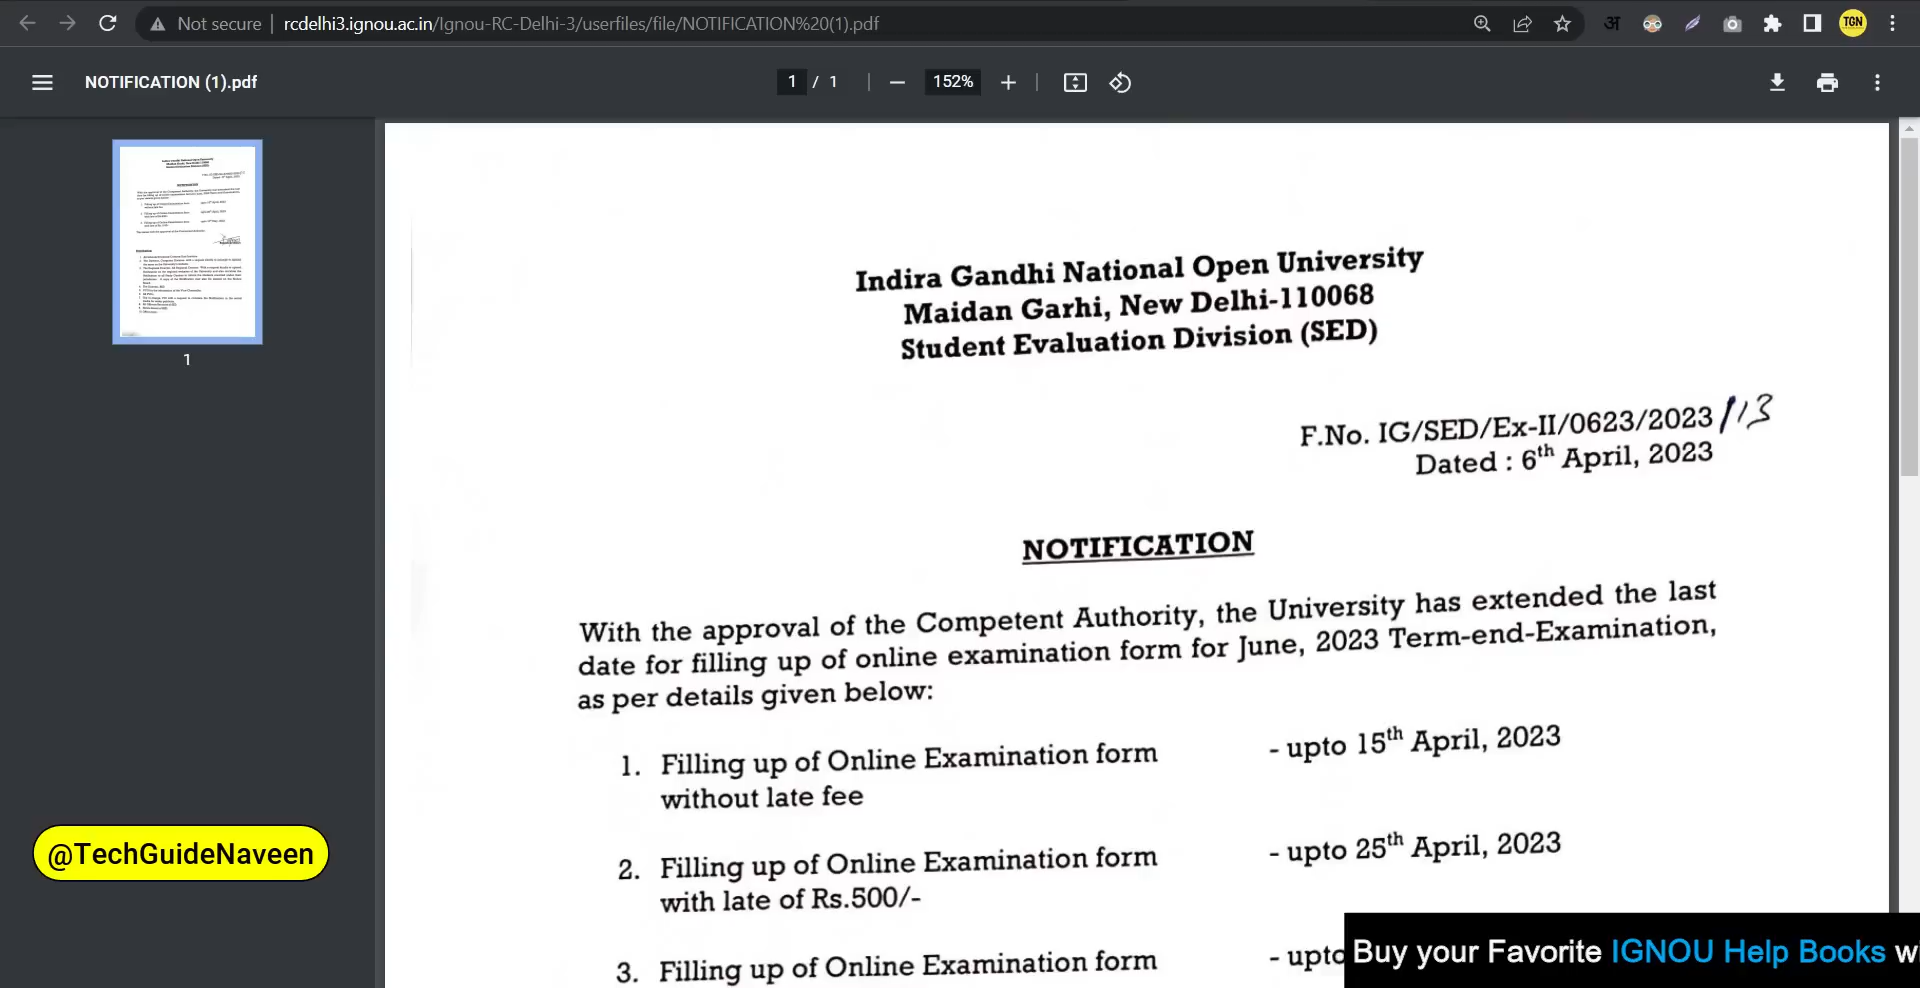 Not secure | rcdelhi3.ignou.ac.in/Ignou-RC-Delhi-3/userfiles/file/NOTIFICATION%20(1).pdf
अ
TGN
NOTIFICATION (1).pdf
1 / 1
152%
1
Indira Gandhi National Open University
Maidan Garhi, New Delhi-110068
Student Evaluation Division (SED)
F.No. IG/SED/Ex-II/0623/2023/113
Dated : 6th April, 2023
NOTIFICATION
With the approval of the Competent Authority, the University has extended the last
date for filling up of online examination form for June, 2023 Term-end-Examination,
as per details given below:
1. Filling up of Online Examination form - upto 15th April, 2023
without late fee
2. Filling up of Online Examination form - upto 25th April, 2023
with late of Rs.500/-
3. Filling up of Online Examination form - upto
@TechGuideNaveen
Buy your Favorite IGNOU Help Books wi